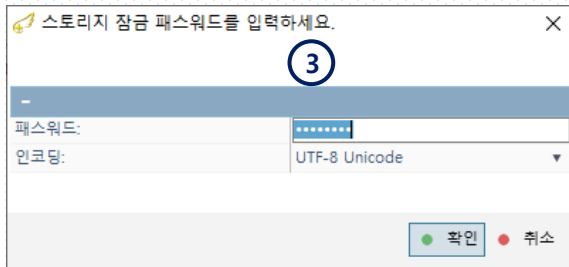 스토리지 잠금 패스워드를 입력하세요.
3
패스워드: ••••••••
인코딩: UTF-8 Unicode
확인 취소